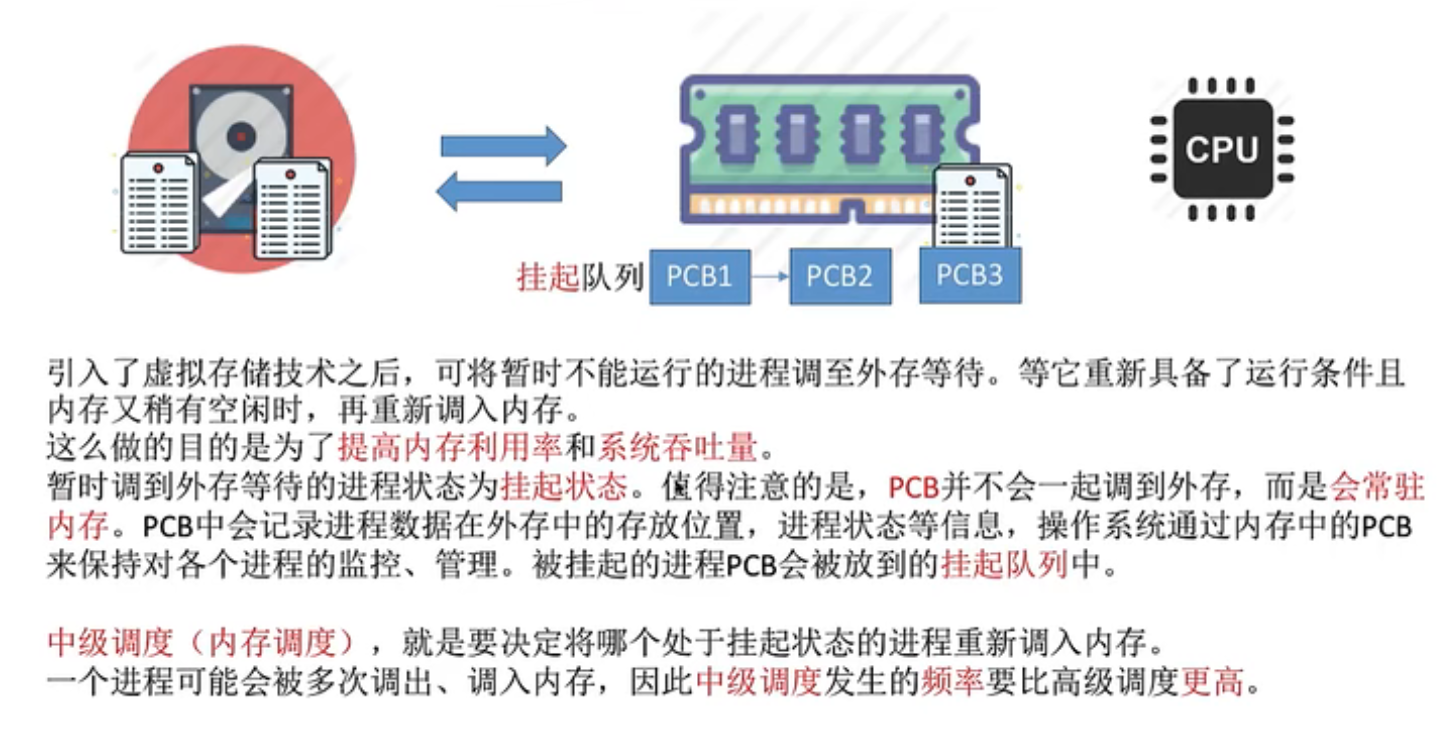 CPU
挂起队列 PCB1 PCB2 PCB3
引入了虚拟存储技术之后，可将暂时不能运行的进程调至外存等待。等它重新具备了运行条件且
内存又稍有空闲时，再重新调入内存。
这么做的目的是为了提高内存利用率和系统吞吐量。
暂时调到外存等待的进程状态为挂起状态。值得注意的是，PCB并不会一起调到外存，而是会常驻
内存。PCB中会记录进程数据在外存中的存放位置，进程状态等信息，操作系统通过内存中的PCB
来保持对各个进程的监控、管理。被挂起的进程PCB会被放到的挂起队列中。
中级调度（内存调度），就是要决定将哪个处于挂起状态的进程重新调入内存。
一个进程可能会被多次调出、调入内存，因此中级调度发生的频率要比高级调度更高。